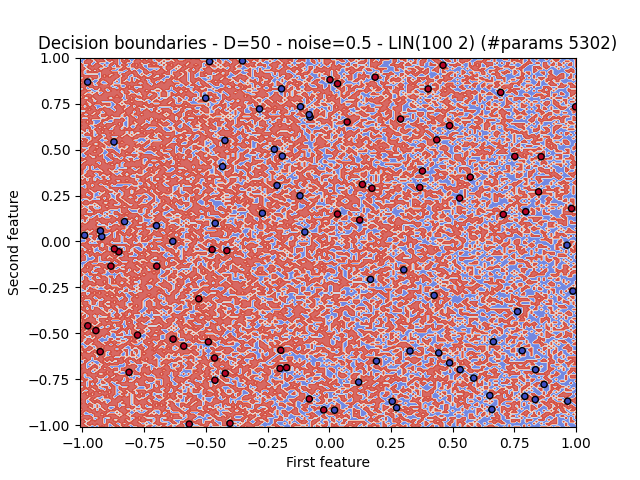 Decision boundaries - D=50 - noise=0.5 - LIN(100 2) (#params 5302)
1.00
0.75
0.50
0.25
0.00
−0.25
−0.50
−0.75
−1.00
Second feature
−1.00 −0.75 −0.50 −0.25 0.00 0.25 0.50 0.75 1.00
First feature